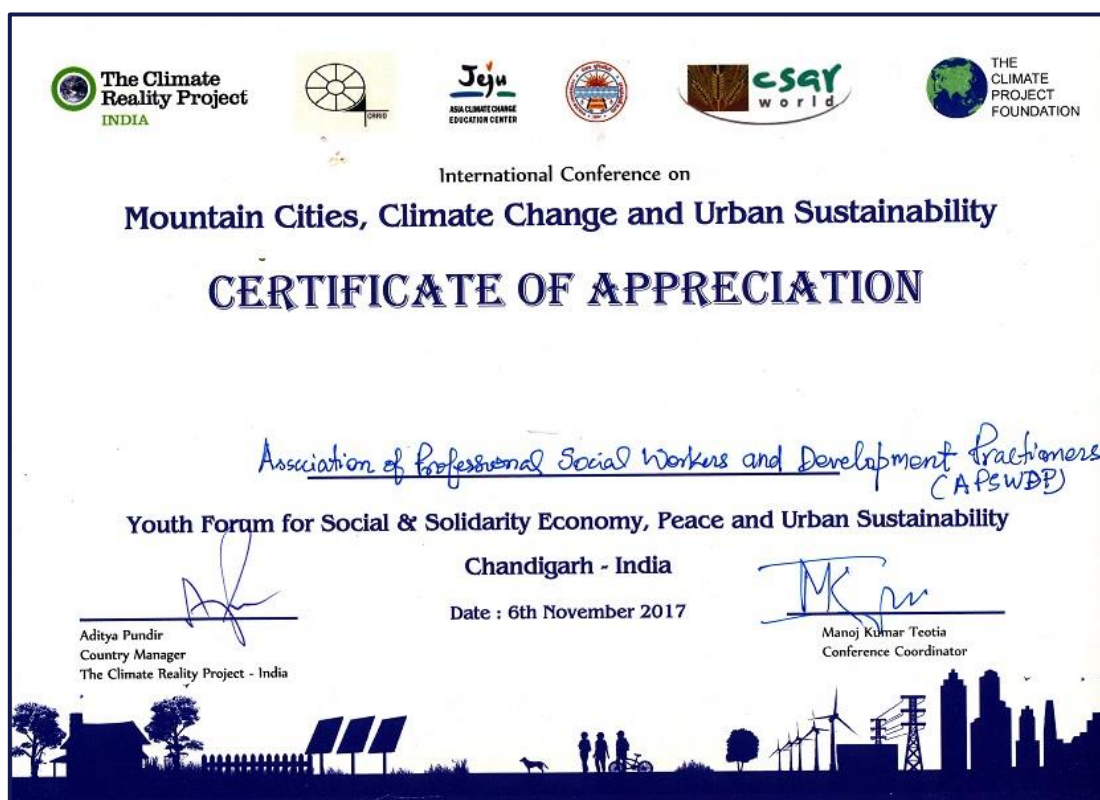 The Climate
Reality Project
INDIA
CRRID
Jeju
ASIA CLIMATE CHANGE
EDUCATION CENTER
csar
world
THE
CLIMATE
PROJECT
FOUNDATION
International Conference on
Mountain Cities, Climate Change and Urban Sustainability
CERTIFICATE OF APPRECIATION
Association of Professional Social Workers and Development Practioners
(APSWDP)
Youth Forum for Social & Solidarity Economy, Peace and Urban Sustainability
Chandigarh - India
Date : 6th November 2017
Aditya Pundir
Country Manager
The Climate Reality Project - India
Manoj Kumar Teotia
Conference Coordinator